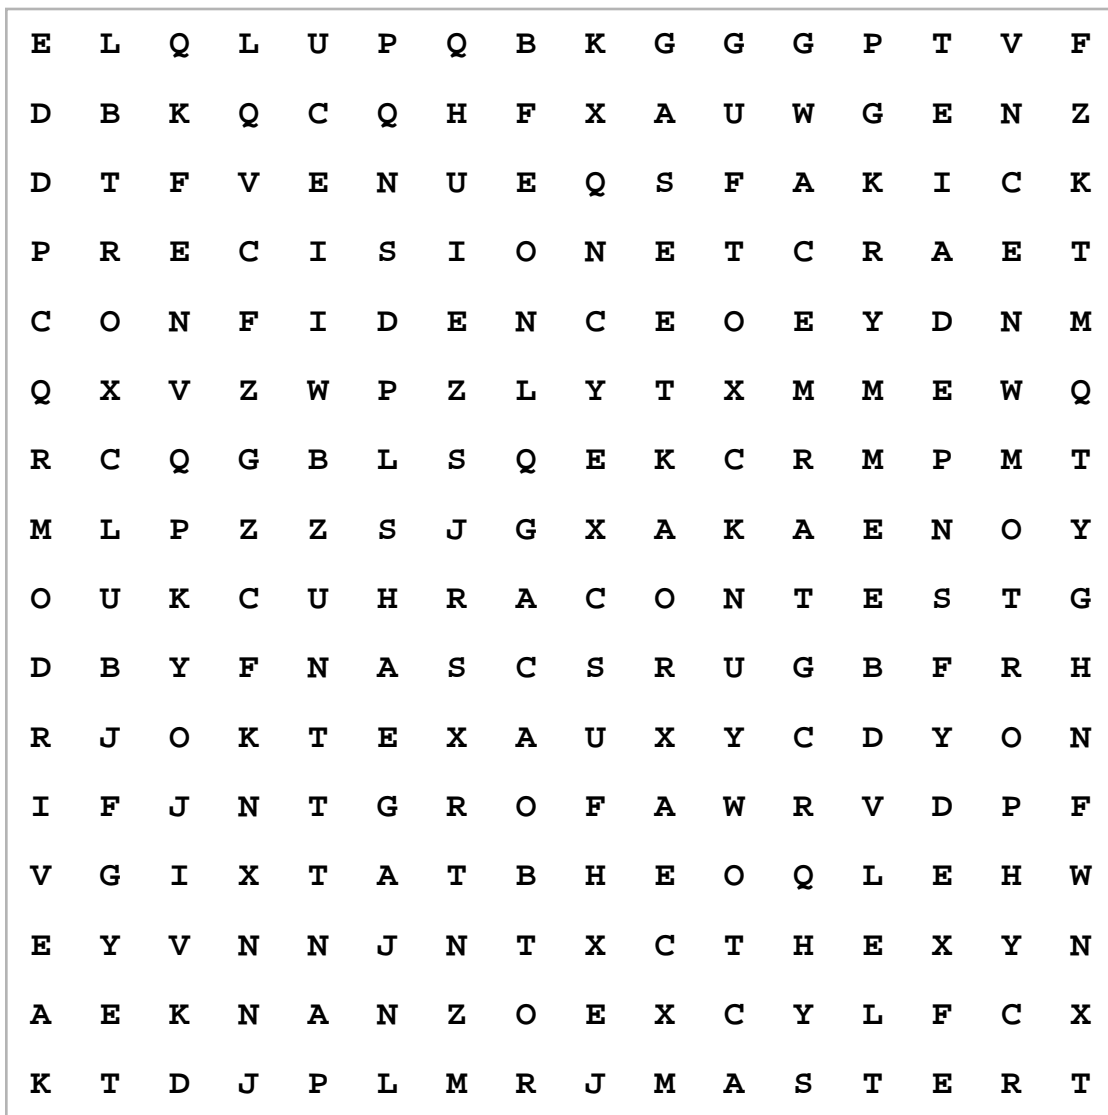 E L Q L U P Q B K G G G P T V F
D B K Q C Q H F X A U W G E N Z
D T F V E N U E Q S F A K I C K
P R E C I S I O N E T C R A E T
C O N F I D E N C E O E Y D N M
Q X V Z W P Z L Y T X M M E W Q
R C Q G B L S Q E K C R M P M T
M L P Z Z S J G X A K A E N O Y
O U K C U H R A C O N T E S T G
D B Y F N A S C S R U G B F R H
R J O K T E X A U X Y C D Y O N
I F J N T G R O F A W R V D P F
V G I X T A T B H E O Q L E H W
E Y V N N J N T X C T H E X Y N
A E K N A N Z O E X C Y L F C X
K T D J P L M R J M A S T E R T